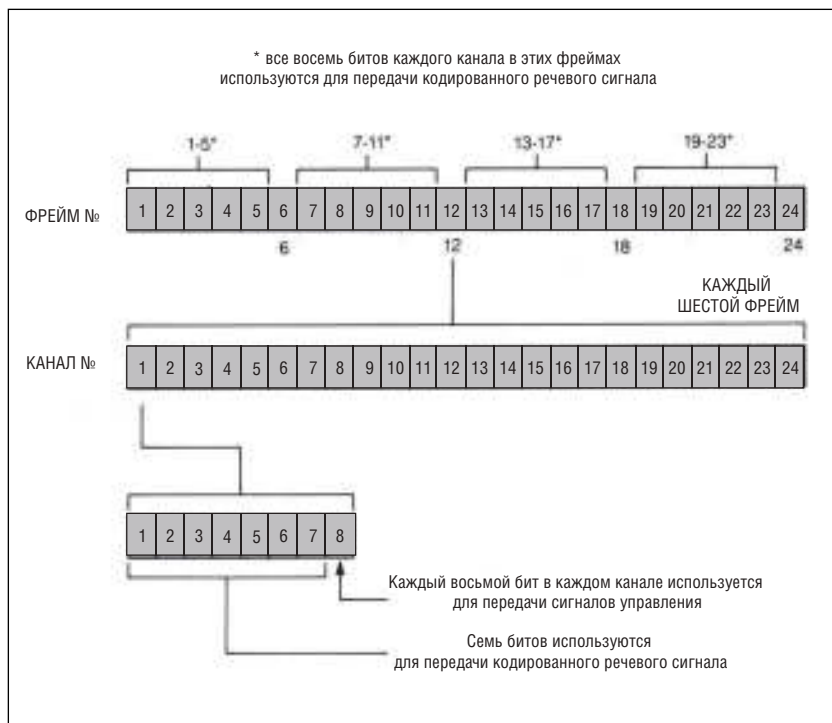 * все восемь битов каждого канала в этих фреймах
используются для передачи кодированного речевого сигнала
1-5* 7-11* 13-17* 19-23*
ФРЕЙМ № 1 2 3 4 5 6 7 8 9 10 11 12 13 14 15 16 17 18 19 20 21 22 23 24
6 12 18 24
КАЖДЫЙ
ШЕСТОЙ ФРЕЙМ
КАНАЛ № 1 2 3 4 5 6 7 8 9 10 11 12 13 14 15 16 17 18 19 20 21 22 23 24
1 2 3 4 5 6 7 8
Каждый восьмой бит в каждом канале используется
для передачи сигналов управления
Семь битов используются
для передачи кодированного речевого сигнала